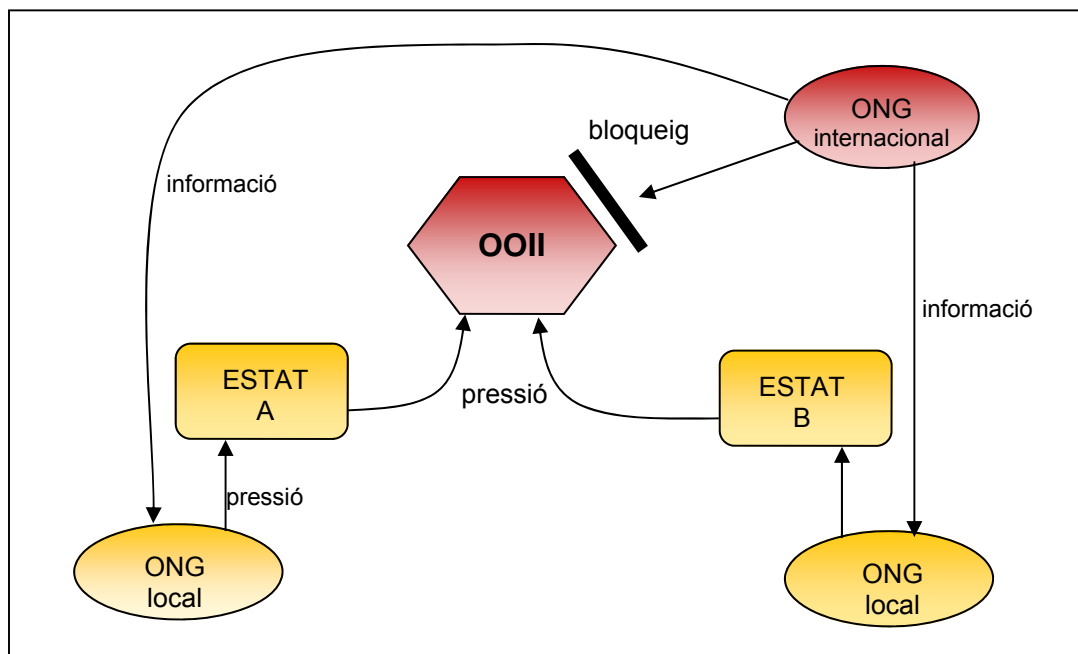 ONG
internacional
bloqueig
informació
OOII
informació
ESTAT
A
pressió
ESTAT
B
pressió
ONG
local
ONG
local